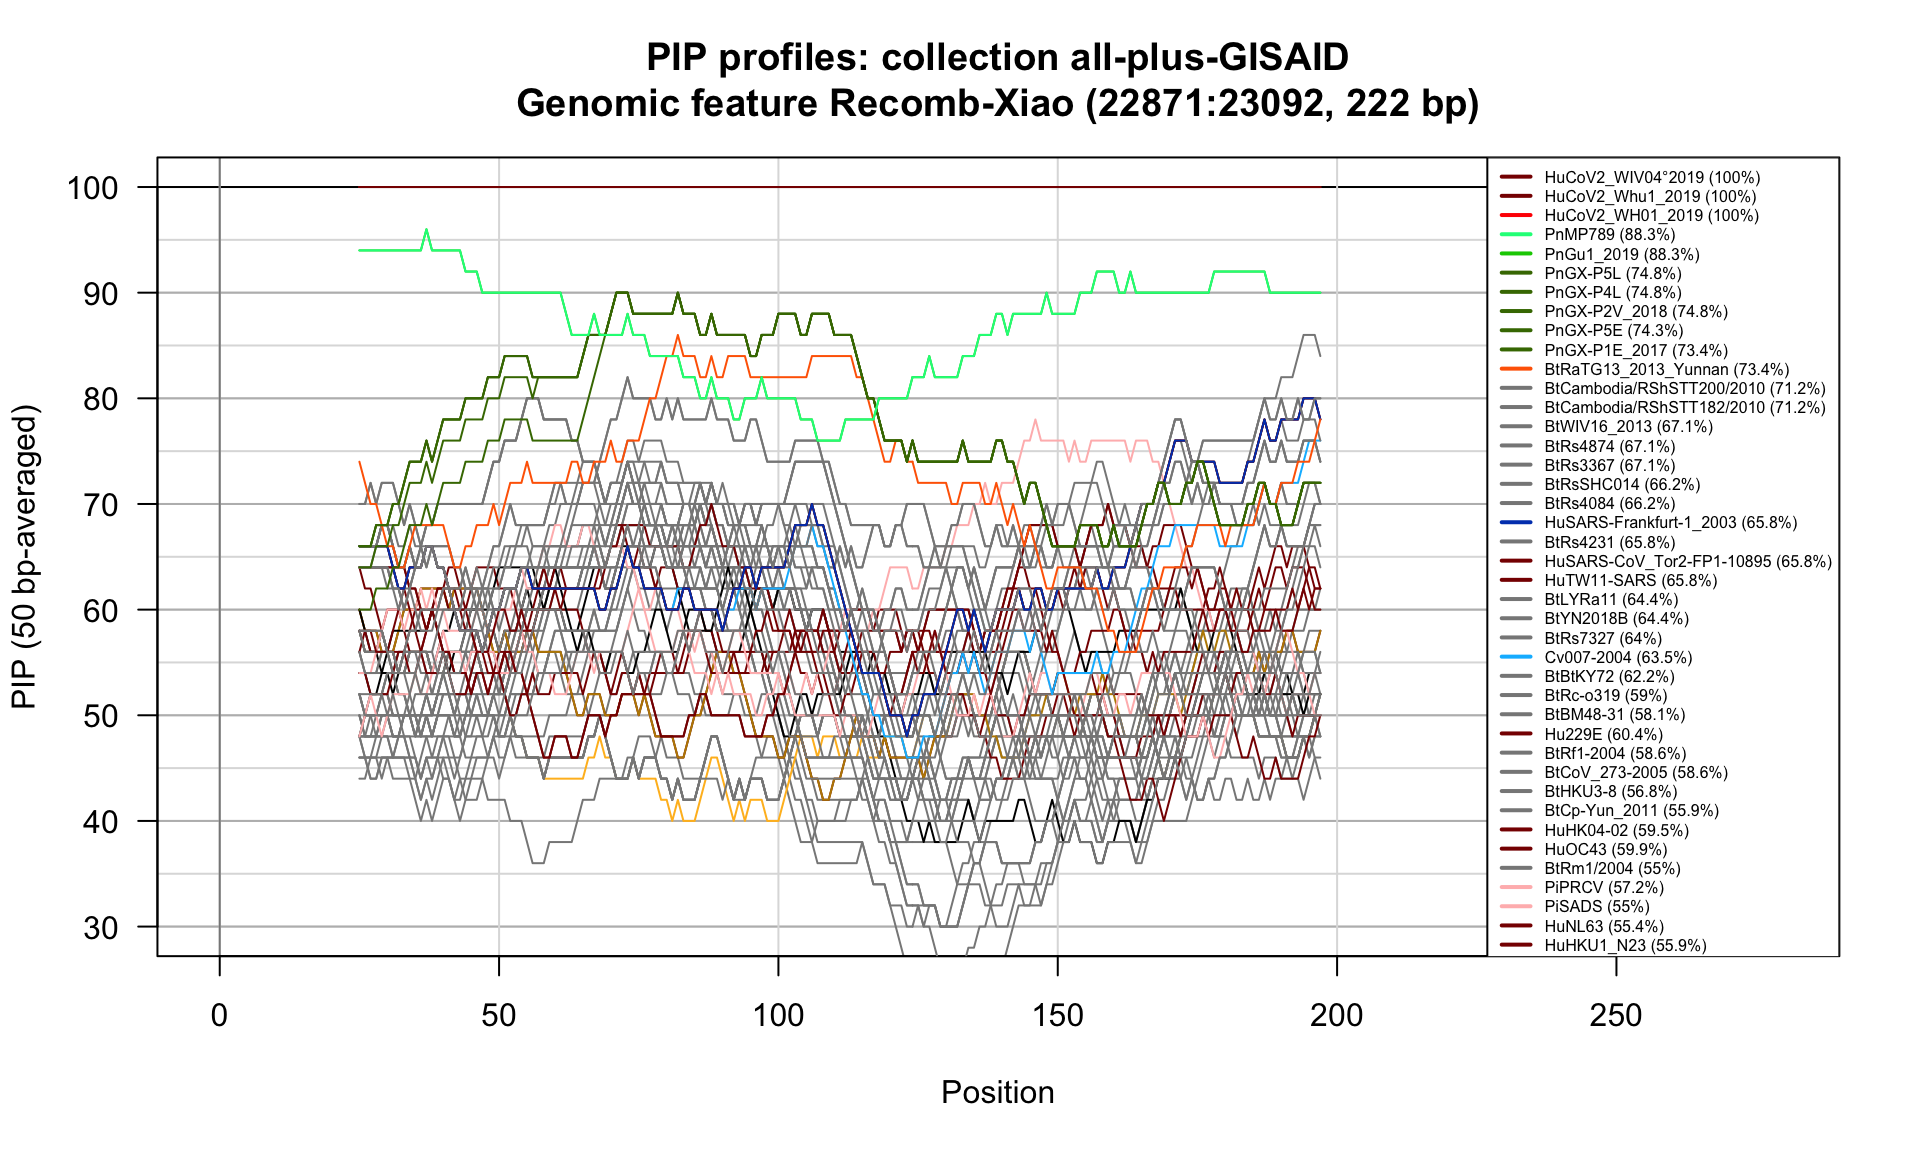 PIP profiles: collection all-plus-GISAID
Genomic feature Recomb-Xiao (22871:23092, 222 bp)
PIP (50 bp-averaged)
100
90
80
70
60
50
40
30
0
50
100
150
200
250
Position
HuCoV2_WIV04°2019 (100%)
HuCoV2_Whu1_2019 (100%)
HuCoV2_WH01_2019 (100%)
PnMP789 (88.3%)
PnGu1_2019 (88.3%)
PnGX-P5L (74.8%)
PnGX-P4L (74.8%)
PnGX-P2V_2018 (74.8%)
PnGX-P5E (74.3%)
PnGX-P1E_2017 (73.4%)
BtRaTG13_2013_Yunnan (73.4%)
BtCambodia/RShSTT200/2010 (71.2%)
BtCambodia/RShSTT182/2010 (71.2%)
BtWIV16_2013 (67.1%)
BtRs4874 (67.1%)
BtRs3367 (67.1%)
BtRsSHC014 (66.2%)
BtRs4084 (66.2%)
HuSARS-Frankfurt-1_2003 (65.8%)
BtRs4231 (65.8%)
HuSARS-CoV_Tor2-FP1-10895 (65.8%)
HuTW11-SARS (65.8%)
BtLYRa11 (64.4%)
BtYN2018B (64.4%)
BtRs7327 (64%)
Cv007-2004 (63.5%)
BtBtKY72 (62.2%)
BtRc-o319 (59%)
BtBM48-31 (58.1%)
Hu229E (60.4%)
BtRf1-2004 (58.6%)
BtCoV_273-2005 (58.6%)
BtHKU3-8 (56.8%)
BtCp-Yun_2011 (55.9%)
HuHK04-02 (59.5%)
HuOC43 (59.9%)
BtRm1/2004 (55%)
PiPRCV (57.2%)
PiSADS (55%)
HuNL63 (55.4%)
HuHKU1_N23 (55.9%)